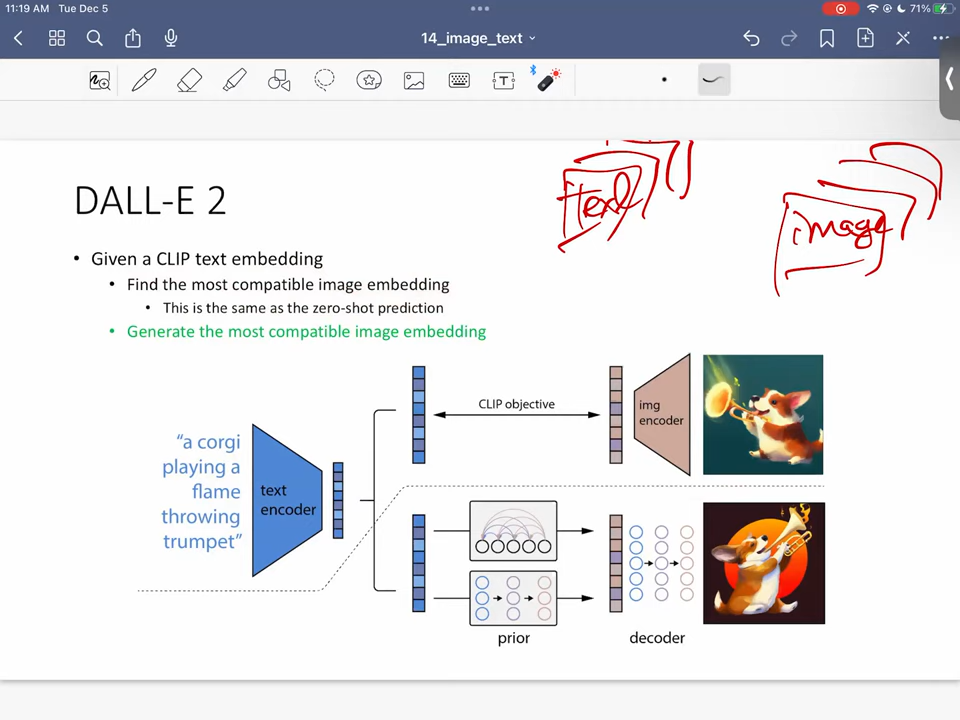 11:19 AM Tue Dec 5
71%
14_image_text
text
image
DALL-E 2
• Given a CLIP text embedding
• Find the most compatible image embedding
• This is the same as the zero-shot prediction
• Generate the most compatible image embedding
CLIP objective
img
encoder
"a corgi
playing a
flame
throwing
trumpet"
text
encoder
prior
decoder